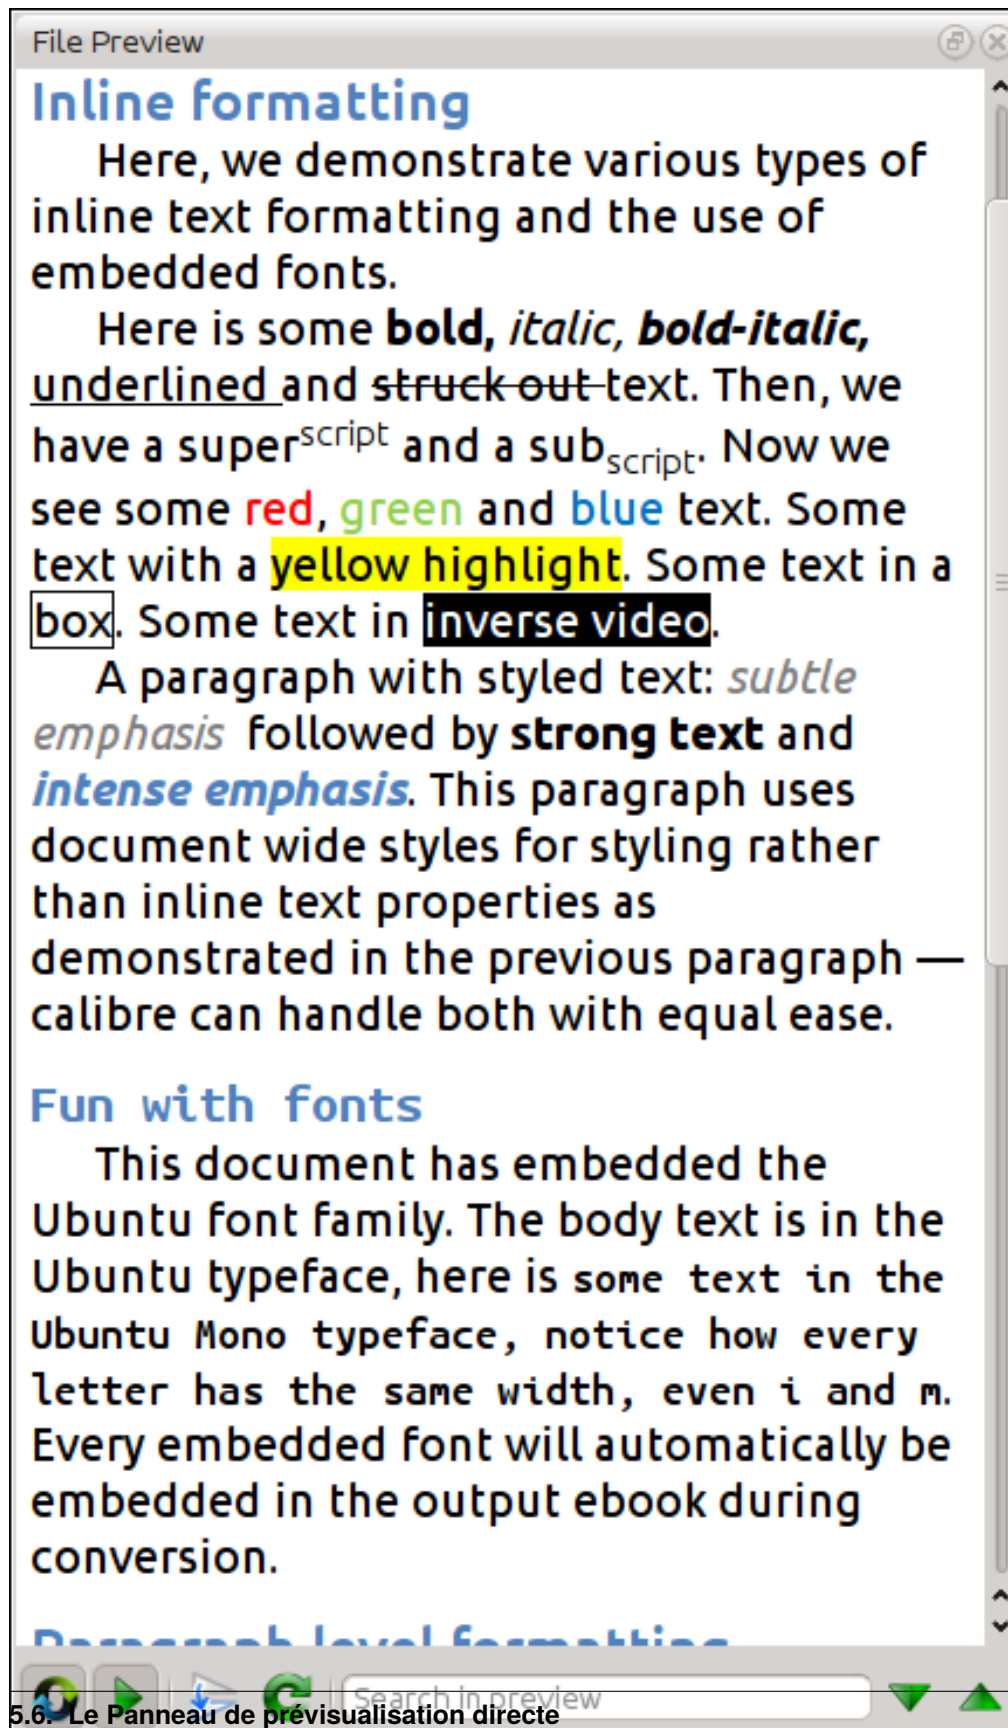 File Preview
Inline formatting
Here, we demonstrate various types of
inline text formatting and the use of
embedded fonts.
Here is some bold, italic, bold-italic,
underlined and struck out text. Then, we
have a superscript and a subscript. Now we
see some red, green and blue text. Some
text with a yellow highlight. Some text in a
box. Some text in inverse video.
A paragraph with styled text: subtle
emphasis followed by strong text and
intense emphasis. This paragraph uses
document wide styles for styling rather
than inline text properties as
demonstrated in the previous paragraph —
calibre can handle both with equal ease.
Fun with fonts
This document has embedded the
Ubuntu font family. The body text is in the
Ubuntu typeface, here is some text in the
Ubuntu Mono typeface, notice how every
letter has the same width, even i and m.
Every embedded font will automatically be
embedded in the output ebook during
conversion.
Paragraph level formatting
Search in preview
5.6. Le Panneau de prévisualisation directe